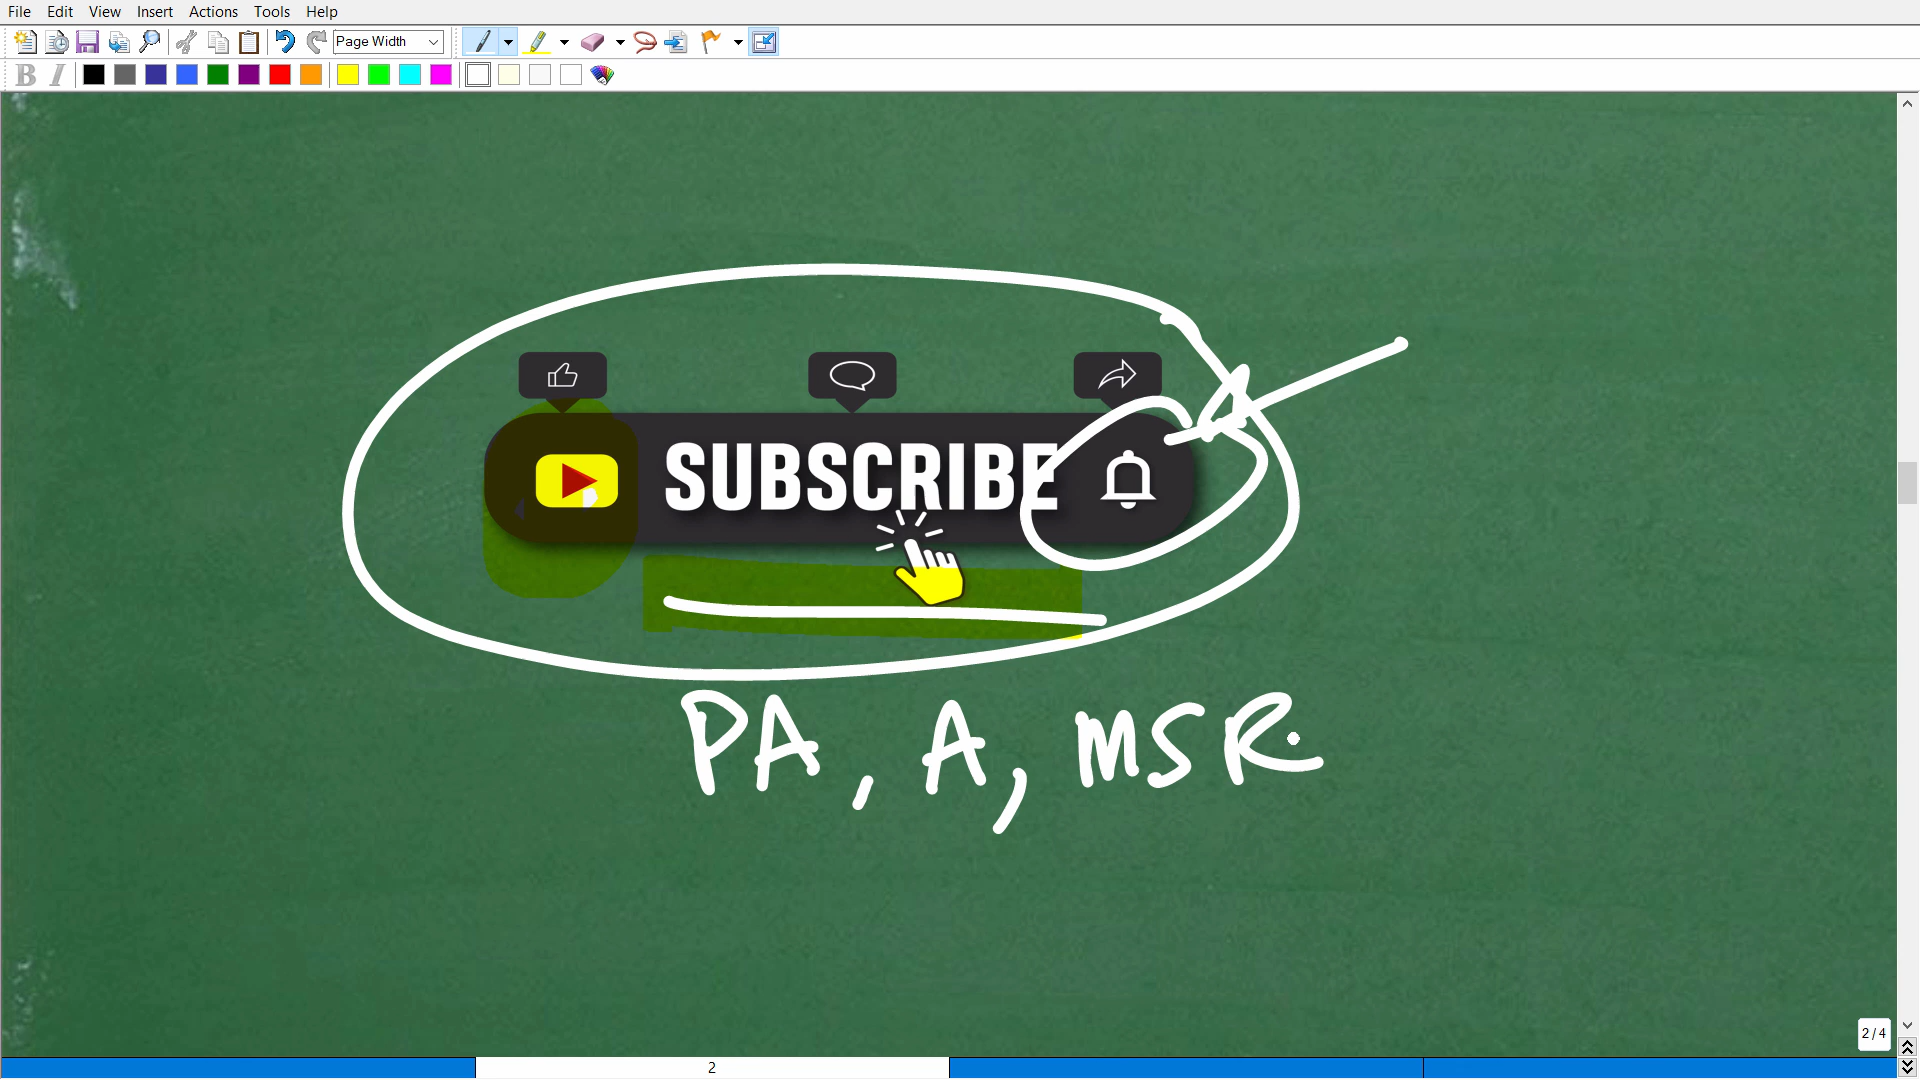 File Edit View Insert Actions Tools Help
Page Width
B I
SUBSCRIBE
PA, A, MSR
2 / 4
2